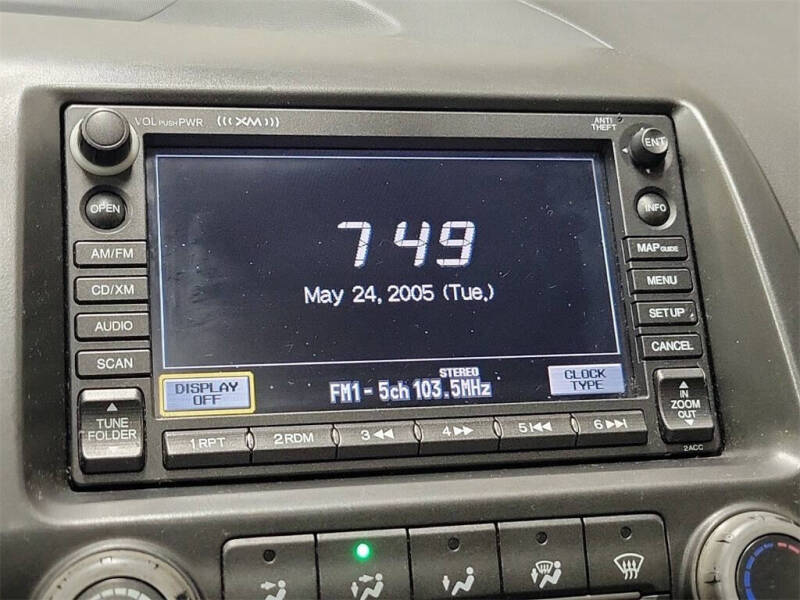 VOL PUSH PWR
(((XM)))
ANTI
THEFT
ENT
OPEN
INFO
AM/FM
CD/XM
AUDIO
SCAN
TUNE
FOLDER
7 49
May 24, 2005 (Tue.)
STEREO
FM1- 5ch 103.5MHz
DISPLAY
OFF
CLOCK
TYPE
MAP GUIDE
MENU
SETUP
CANCEL
IN
ZOOM
OUT
2ACC
1 RPT
2 RDM
3 ◀◀
4 ▶▶
5 I◀◀
6 ▶▶I